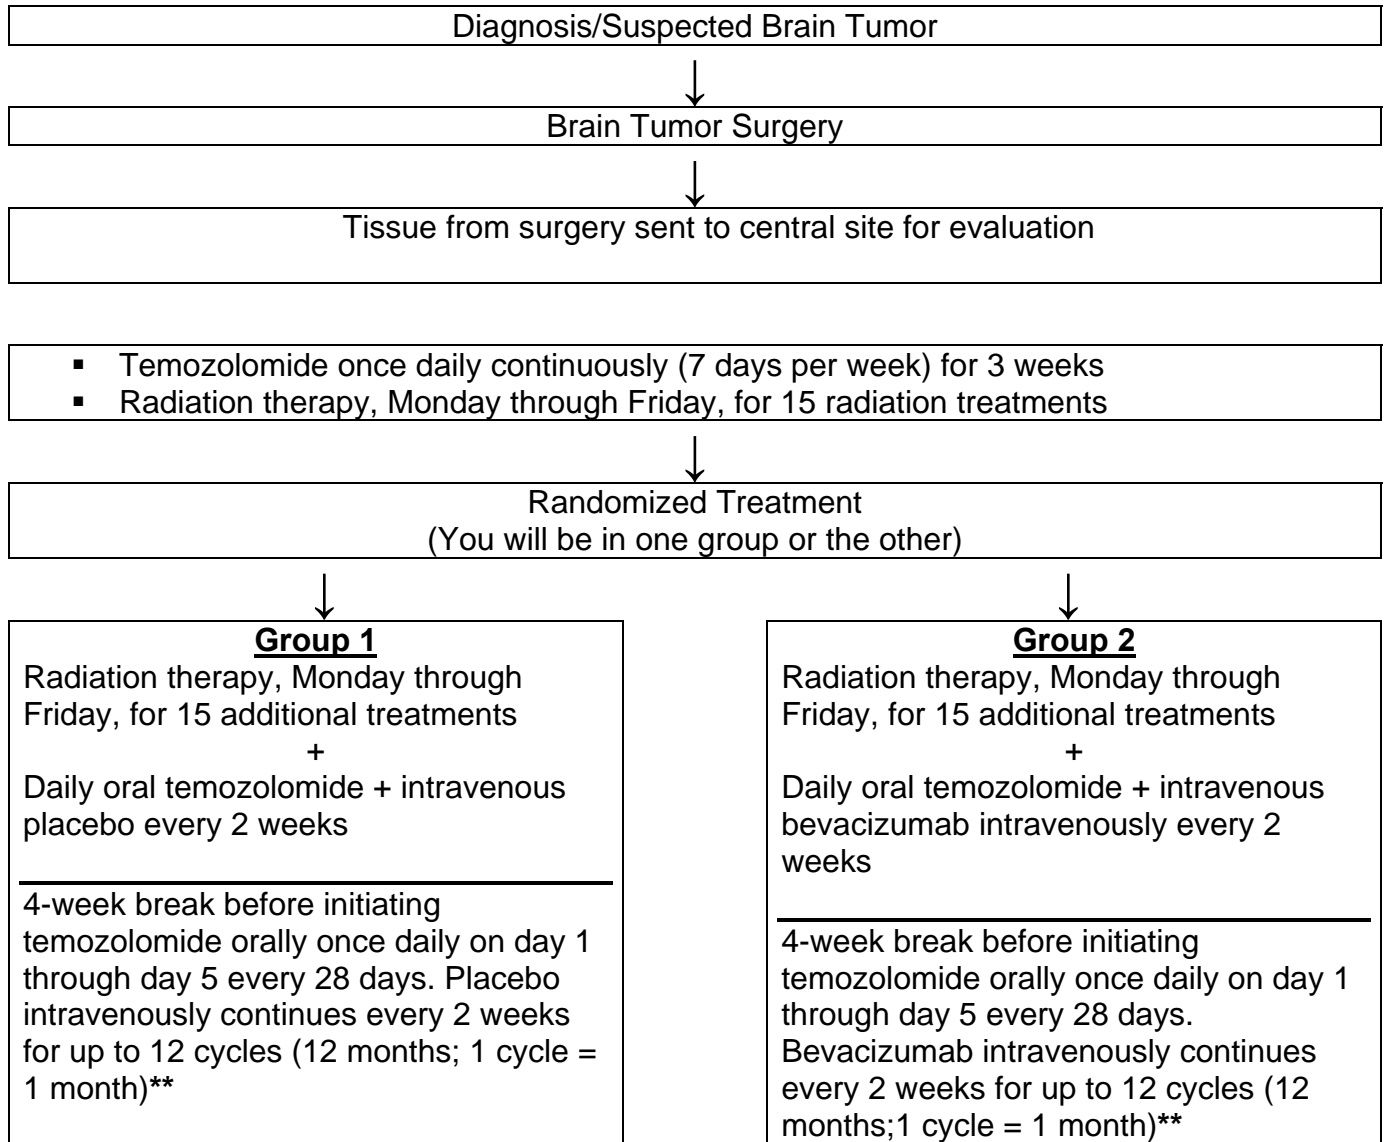 Diagnosis/Suspected Brain Tumor
↓
Brain Tumor Surgery
↓
Tissue from surgery sent to central site for evaluation
▪ Temozolomide once daily continuously (7 days per week) for 3 weeks
▪ Radiation therapy, Monday through Friday, for 15 radiation treatments
↓
Randomized Treatment
(You will be in one group or the other)
↓
Group 1
Radiation therapy, Monday through
Friday, for 15 additional treatments
+
Daily oral temozolomide + intravenous
placebo every 2 weeks
4-week break before initiating
temozolomide orally once daily on day 1
through day 5 every 28 days. Placebo
intravenously continues every 2 weeks
for up to 12 cycles (12 months; 1 cycle =
1 month)**
↓
Group 2
Radiation therapy, Monday through
Friday, for 15 additional treatments
+
Daily oral temozolomide + intravenous
bevacizumab intravenously every 2
weeks
4-week break before initiating
temozolomide orally once daily on day 1
through day 5 every 28 days.
Bevacizumab intravenously continues
every 2 weeks for up to 12 cycles (12
months;1 cycle = 1 month)**